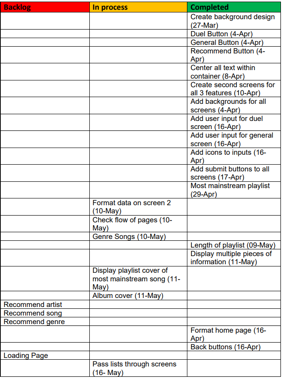 Backlog
In process
Completed
Create background design
(27-Mar)
Duel Button (4-Apr)
General Button (4-Apr)
Recommend Button (4-
Apr)
Center all text within
container (8-Apr)
Create second screens for
all 3 features (10-Apr)
Add backgrounds for all
screens (4-Apr)
Add user input for duel
screen (16-Apr)
Add user input for general
screen (16-Apr)
Add icons to inputs (16-
Apr)
Add submit buttons to all
screens (17-Apr)
Most mainstream playlist
(29-Apr)
Format data on screen 2
(10-May)
Check flow of pages (10-
May)
Genre Songs (10-May)
Length of playlist (09-May)
Display multiple pieces of
information (11-May)
Display playlist cover of
most mainstream song (11-
May)
Album cover (11-May)
Recommend artist
Recommend song
Recommend genre
Format home page (16-
Apr)
Back buttons (16-Apr)
Loading Page
Pass lists through screens
(16- May)